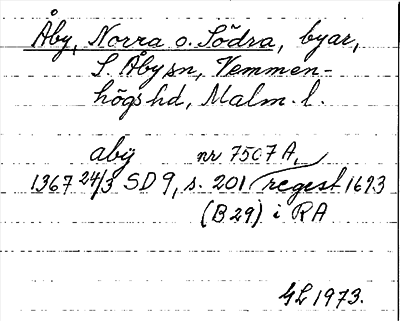 Åby, Norra o. Södra, byar,
S. Åby sn, Vemmen-
högs hd, Malm. l.
abÿ nr 7507 A,
1367 24/3 SD 9, s. 201 (regest 1693
(B 29) i RA
GL 1973.